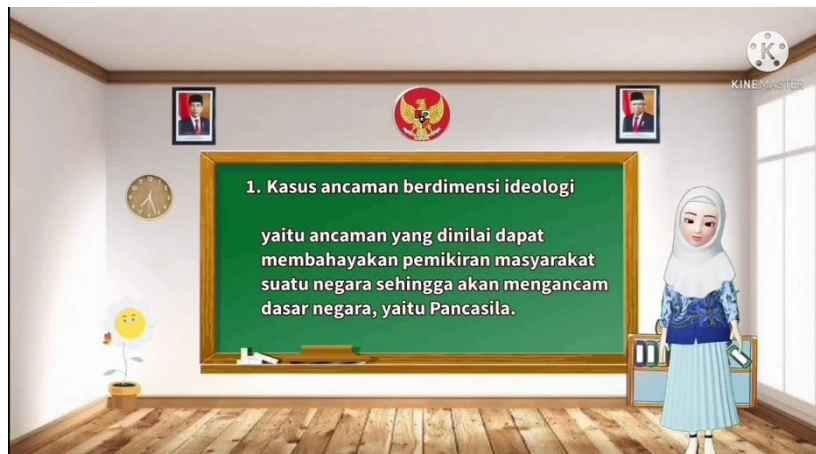 KINEMASTER
1. Kasus ancaman berdimensi ideologi
yaitu ancaman yang dinilai dapat
membahayakan pemikiran masyarakat
suatu negara sehingga akan mengancam
dasar negara, yaitu Pancasila.